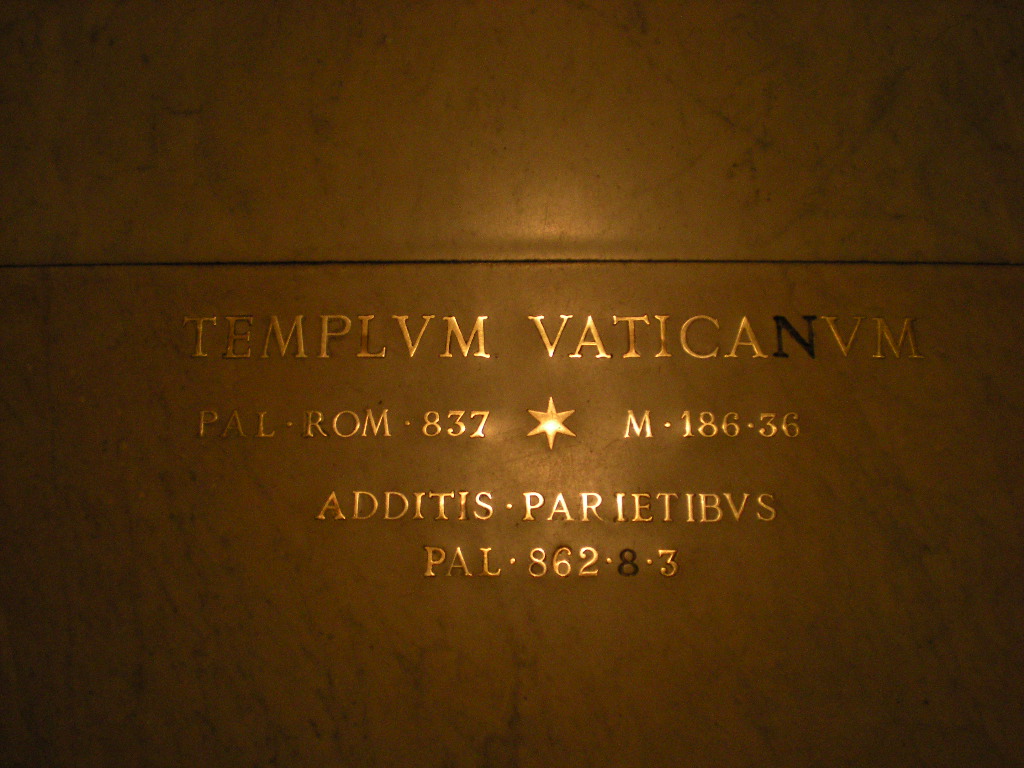 TEMPLVM VATICANVM
PAL · ROM · 837 ★ M · 186·36
ADDITIS · PARIETIBVS
PAL · 862·8·3